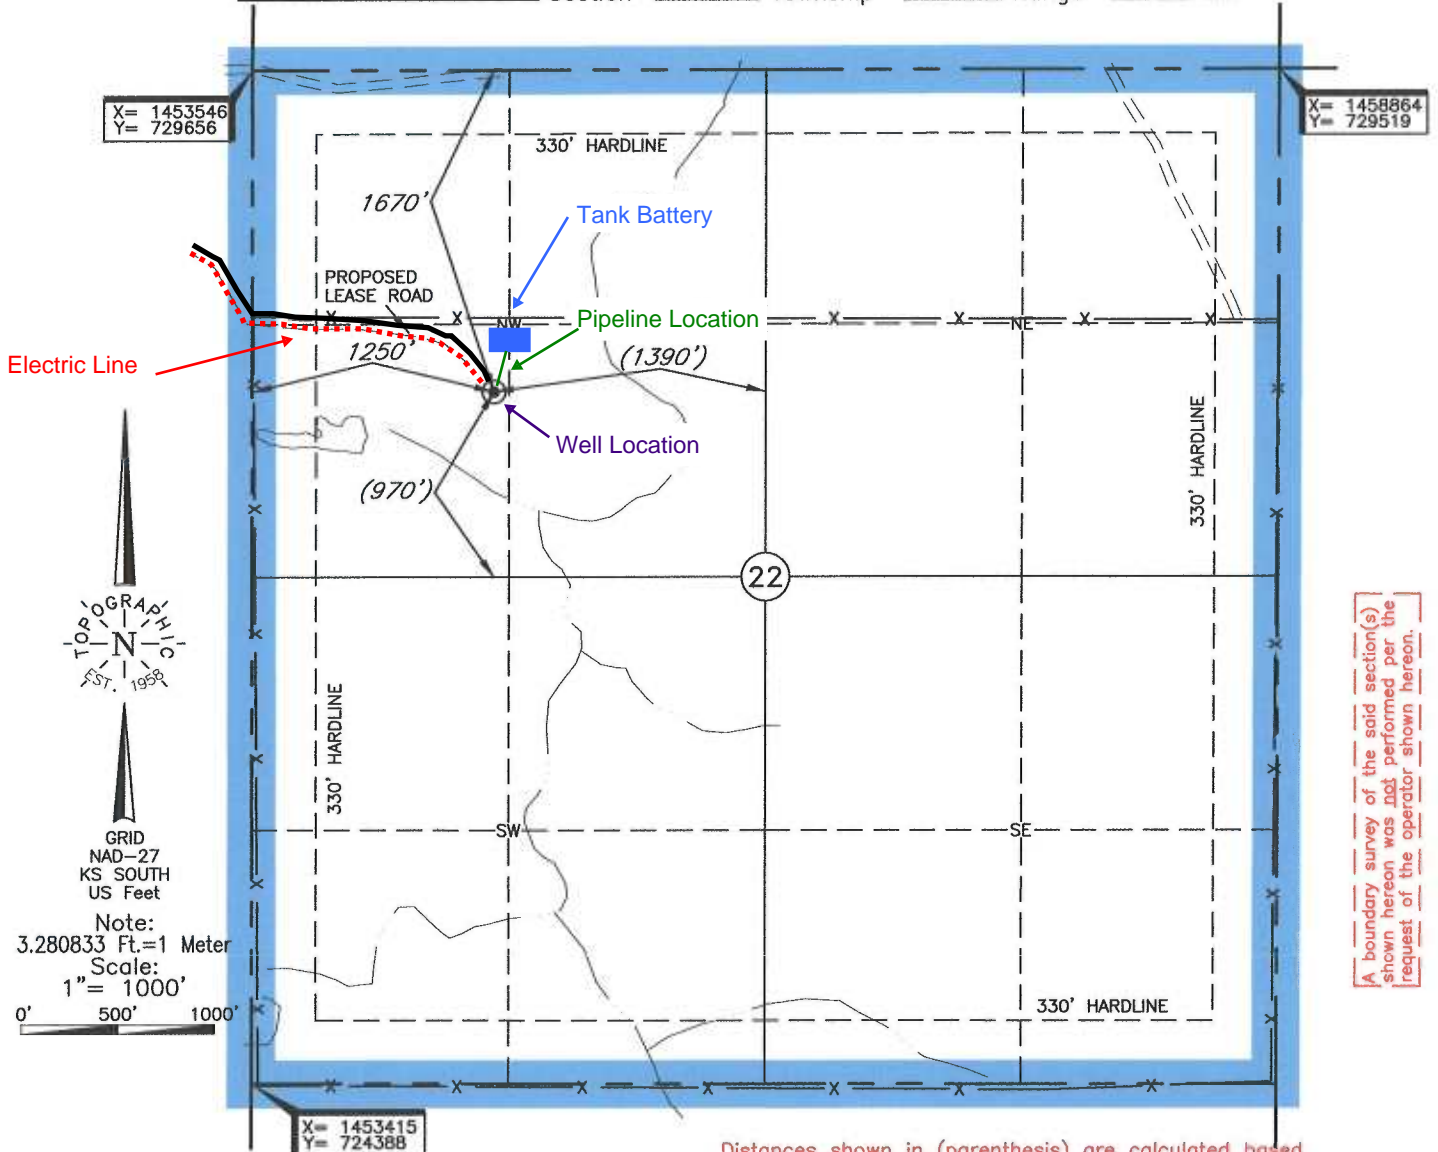 X= 1453546
Y= 729656
X= 1458864
Y= 729519
330' HARDLINE
1670'
Tank Battery
PROPOSED
LEASE ROAD
NW
Pipeline Location
NE
Electric Line
1250'
(1390')
Well Location
330' HARDLINE
(970')
22
TOPOGRAPHIC
N
EST. 1958
330' HARDLINE
A boundary survey of the said section(s)
shown hereon was not performed per the
request of the operator shown hereon.
SW
SE
GRID
NAD-27
KS SOUTH
US Feet
Note:
3.280833 Ft.=1 Meter
Scale:
1"= 1000'
0' 500' 1000'
330' HARDLINE
X= 1453415
Y= 724388
Distances shown in (parenthesis) are calculated based